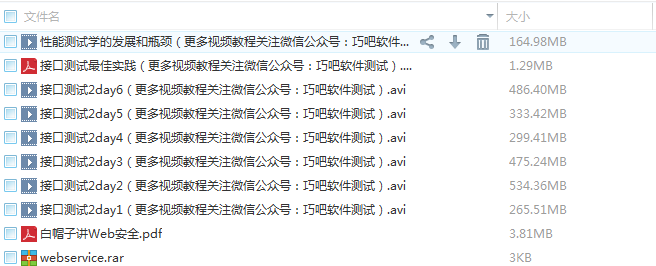 文件名 大小
性能测试学的发展和瓶颈（更多视频教程关注微信公众号：巧吧软件测试... 164.98MB
接口测试最佳实践（更多视频教程关注微信公众号：巧吧软件测试）.... 1.29MB
接口测试2day6（更多视频教程关注微信公众号：巧吧软件测试）.avi 486.40MB
接口测试2day5（更多视频教程关注微信公众号：巧吧软件测试）.avi 333.42MB
接口测试2day4（更多视频教程关注微信公众号：巧吧软件测试）.avi 299.41MB
接口测试2day3（更多视频教程关注微信公众号：巧吧软件测试）.avi 475.24MB
接口测试2day2（更多视频教程关注微信公众号：巧吧软件测试）.avi 534.36MB
接口测试2day1（更多视频教程关注微信公众号：巧吧软件测试）.avi 265.51MB
白帽子讲Web安全.pdf 3.81MB
webservice.rar 3KB